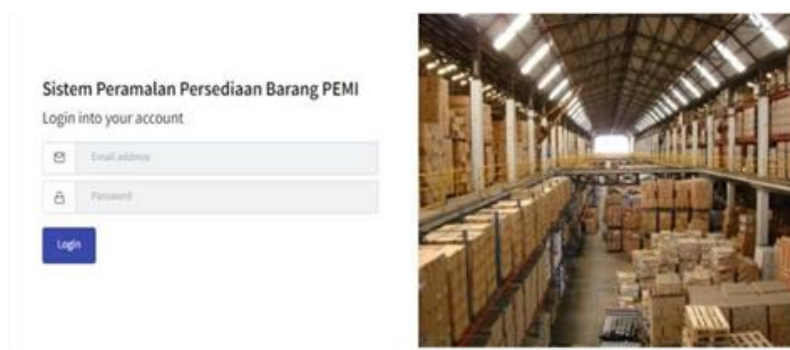 Sistem Peramalan Persediaan Barang PEMI
Login into your account
Email address
Password
Login